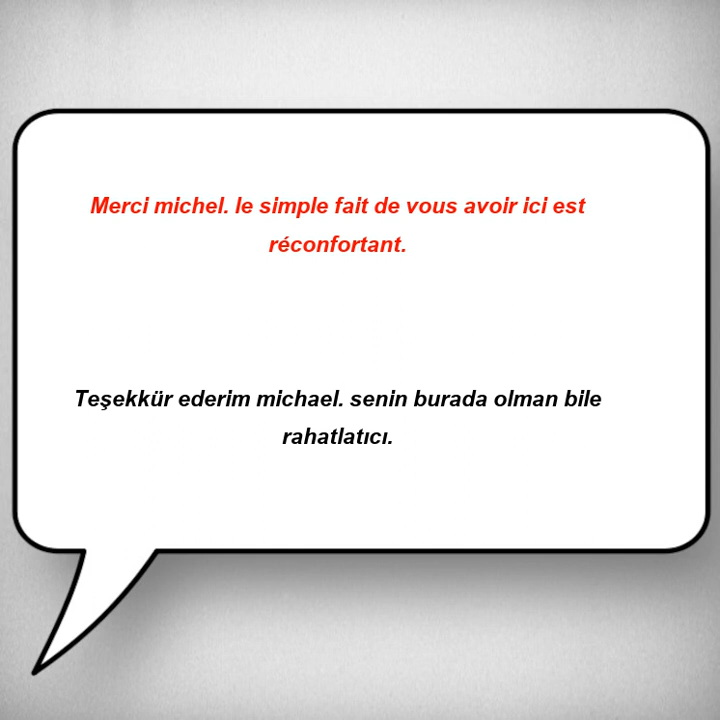 Merci michel. le simple fait de vous avoir ici est
réconfortant.
Teşekkür ederim michael. senin burada olman bile
rahatlatıcı.